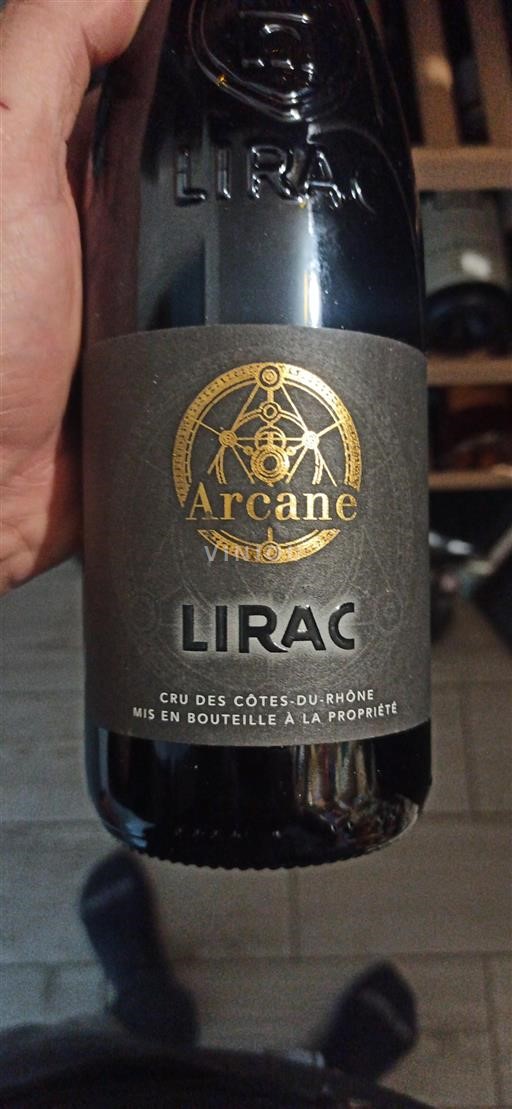 LIRAC
Arcane
LIRAC
CRU DES CÔTES-DU-RHÔNE
MIS EN BOUTEILLE À LA PROPRIÉTÉ